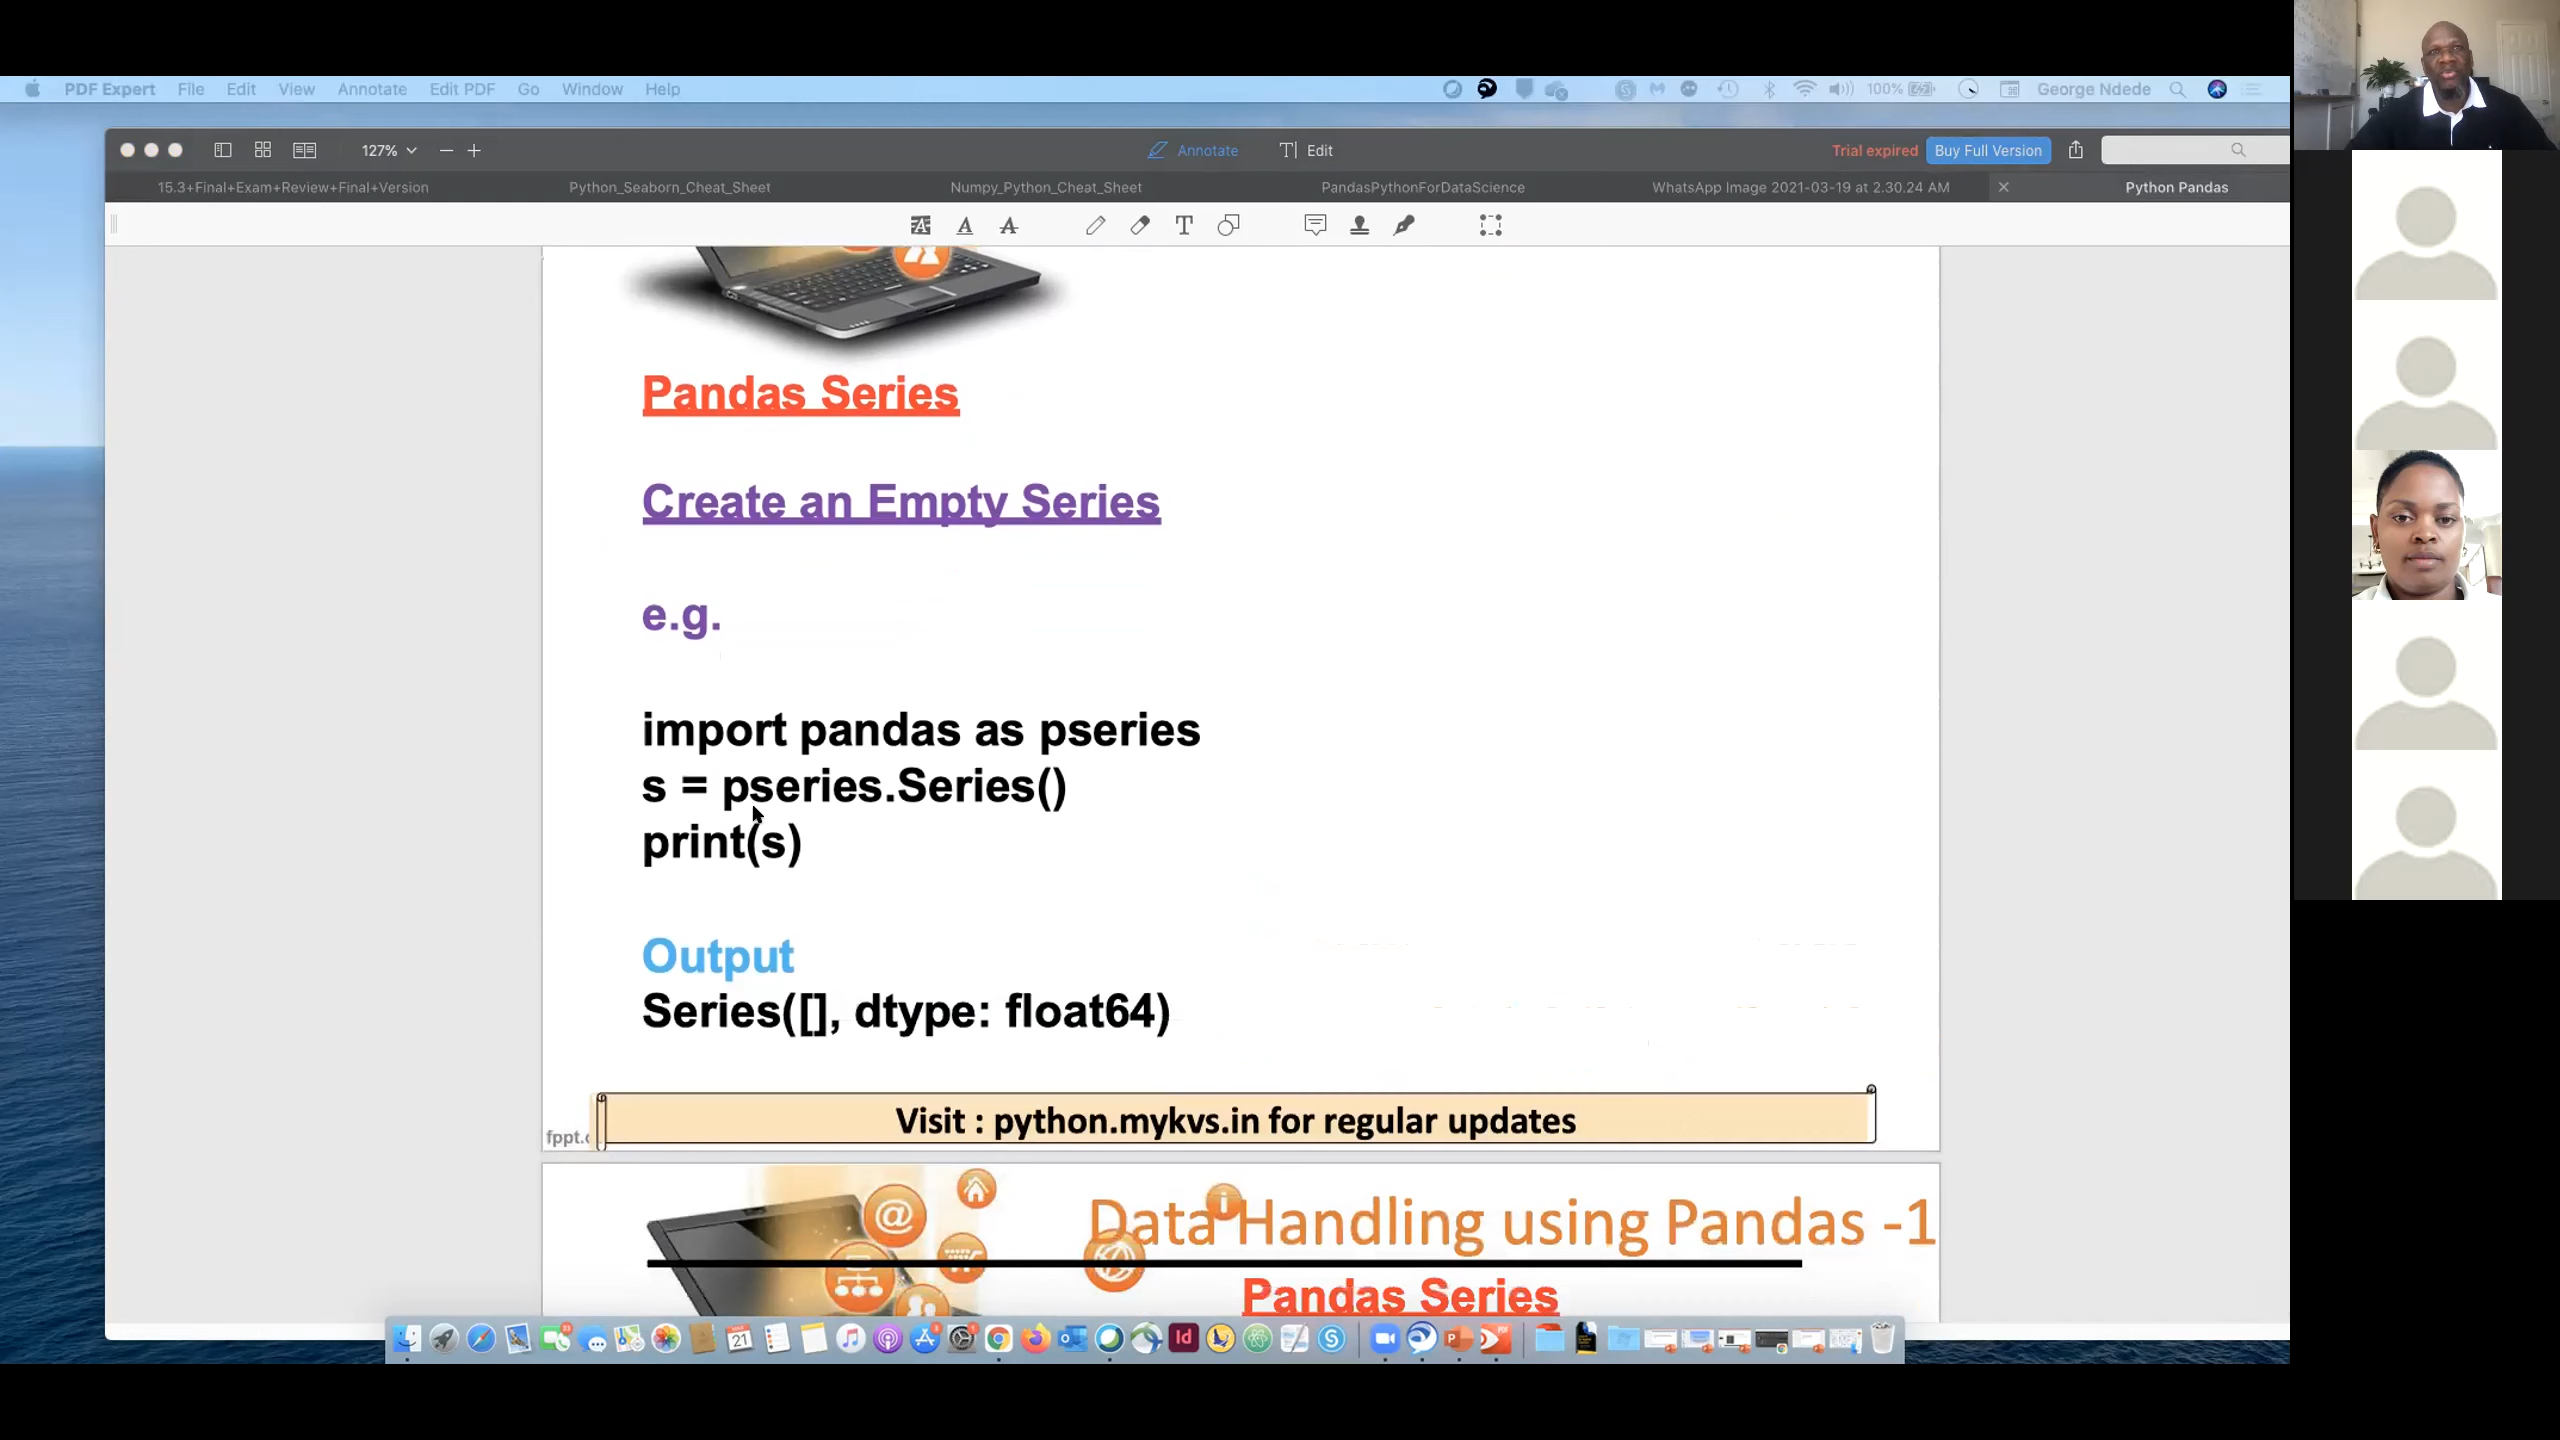 PDF Expert File Edit View Annotate Edit PDF Go Window Help 100% George Ndede
127% Annotate Edit Trial expired Buy Full Version
15.3+Final+Exam+Review+Final+Version Python_Seaborn_Cheat_Sheet Numpy_Python_Cheat_Sheet PandasPythonForDataScience WhatsApp Image 2021-03-19 at 2.30.24 AM Python Pandas
Pandas Series
Create an Empty Series
e.g.
import pandas as pseries
s = pseries.Series()
print(s)
Output
Series([], dtype: float64)
Visit : python.mykvs.in for regular updates
fppt.
Data Handling using Pandas -1
Pandas Series
21
Id